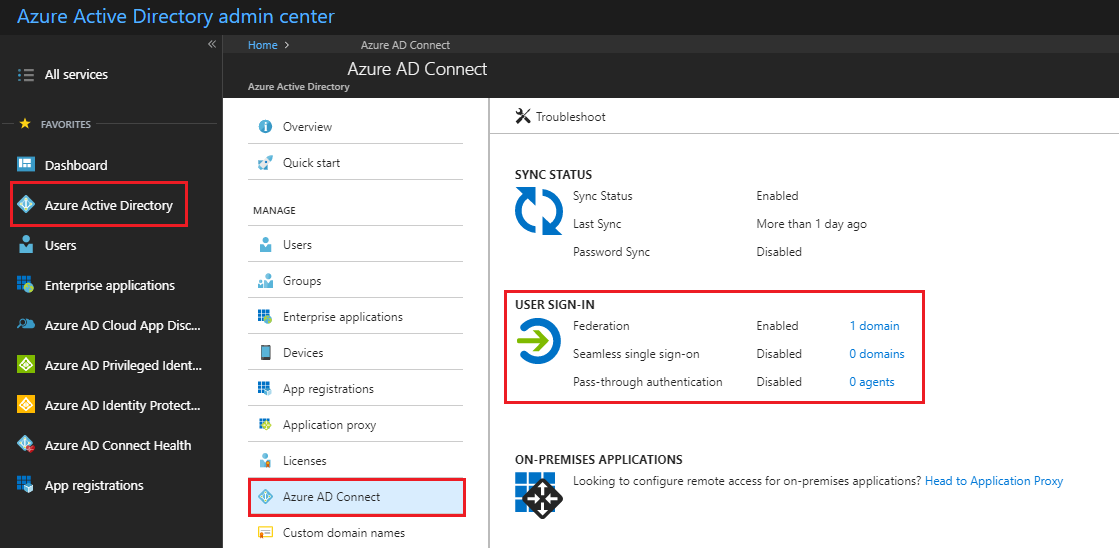 Azure Active Directory admin center
«
Home > Azure AD Connect
Azure AD Connect
Azure Active Directory
All services
FAVORITES
Dashboard
Azure Active Directory
Users
Enterprise applications
Azure AD Cloud App Disc...
Azure AD Privileged Ident...
Azure AD Identity Protect...
Azure AD Connect Health
App registrations
Overview
Quick start
MANAGE
Users
Groups
Enterprise applications
Devices
App registrations
Application proxy
Licenses
Azure AD Connect
Custom domain names
Troubleshoot
SYNC STATUS
Sync Status Enabled
Last Sync More than 1 day ago
Password Sync Disabled
USER SIGN-IN
Federation Enabled 1 domain
Seamless single sign-on Disabled 0 domains
Pass-through authentication Disabled 0 agents
ON-PREMISES APPLICATIONS
Looking to configure remote access for on-premises applications? Head to Application Proxy